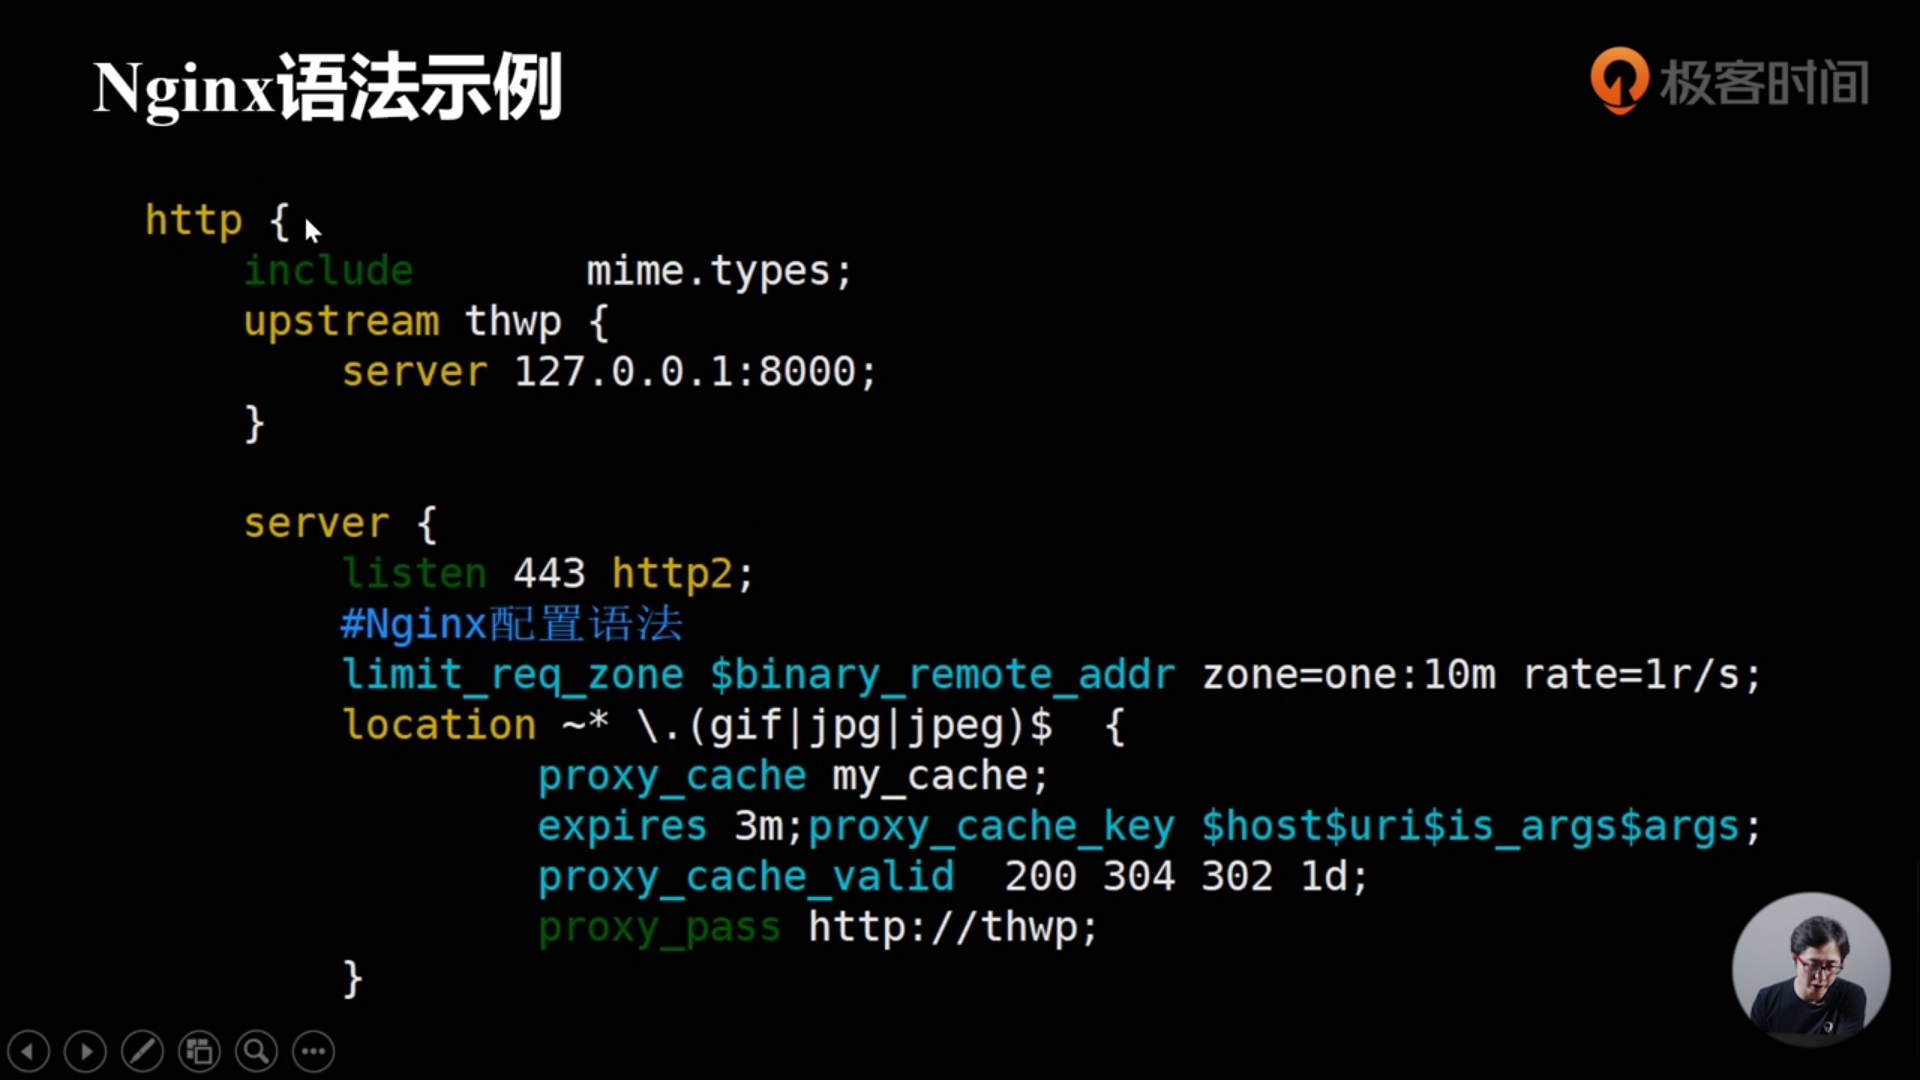 Nginx语法示例
极客时间
http {
include mime.types;
upstream thwp {
server 127.0.0.1:8000;
}
server {
listen 443 http2;
#Nginx配置语法
limit_req_zone $binary_remote_addr zone=one:10m rate=1r/s;
location ~* \.(gif|jpg|jpeg)$ {
proxy_cache my_cache;
expires 3m;proxy_cache_key $host$uri$is_args$args;
proxy_cache_valid 200 304 302 1d;
proxy_pass http://thwp;
}